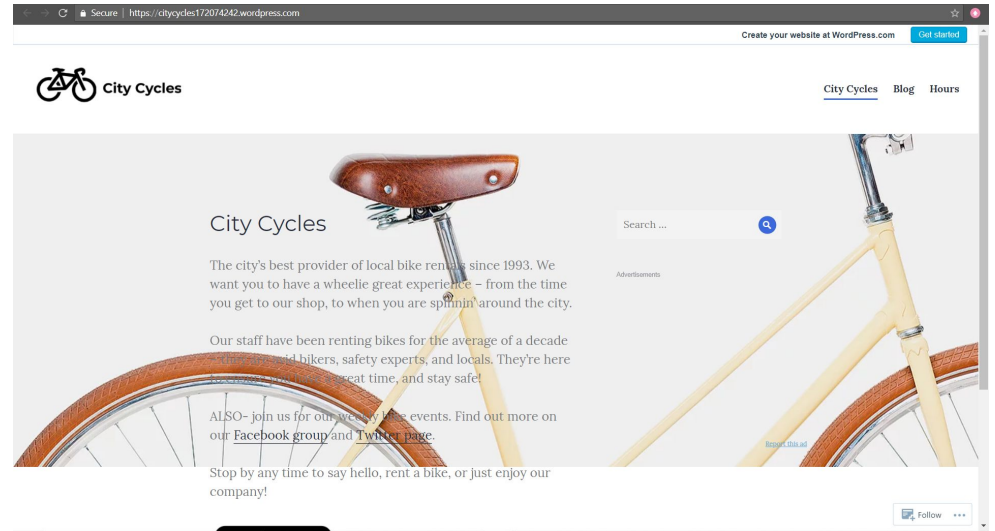 Secure | https://citycycles172074242.wordpress.com
Create your website at WordPress.com
Get started
City Cycles
City Cycles Blog Hours
City Cycles
Search ...
The city's best provider of local bike rentals since 1993. We
want you to have a wheelie great experience – from the time
you get to our shop, to when you are spinnin' around the city.
Advertisements
Our staff have been renting bikes for the average of a decade
bikers, safety experts, and locals. They're here
great time, and stay safe!
ALSO- join us for our weekly bike events. Find out more on
our Facebook group and Twitter page.
Report this ad
Stop by any time to say hello, rent a bike, or just enjoy our
company!
Follow